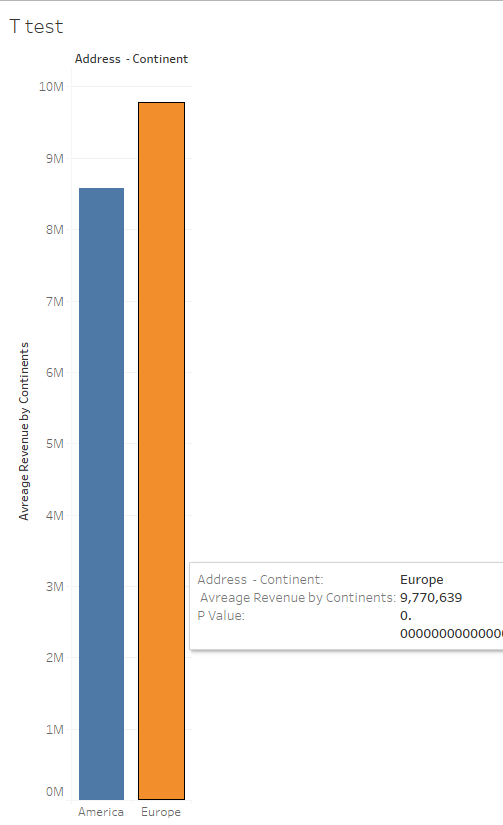 T test
Address - Continent
10M
9M
8M
7M
6M
5M
4M
3M
2M
1M
0M
Avreage Revenue by Continents
America
Europe
Address - Continent: Europe
Avreage Revenue by Continents: 9,770,639
P Value: 0.